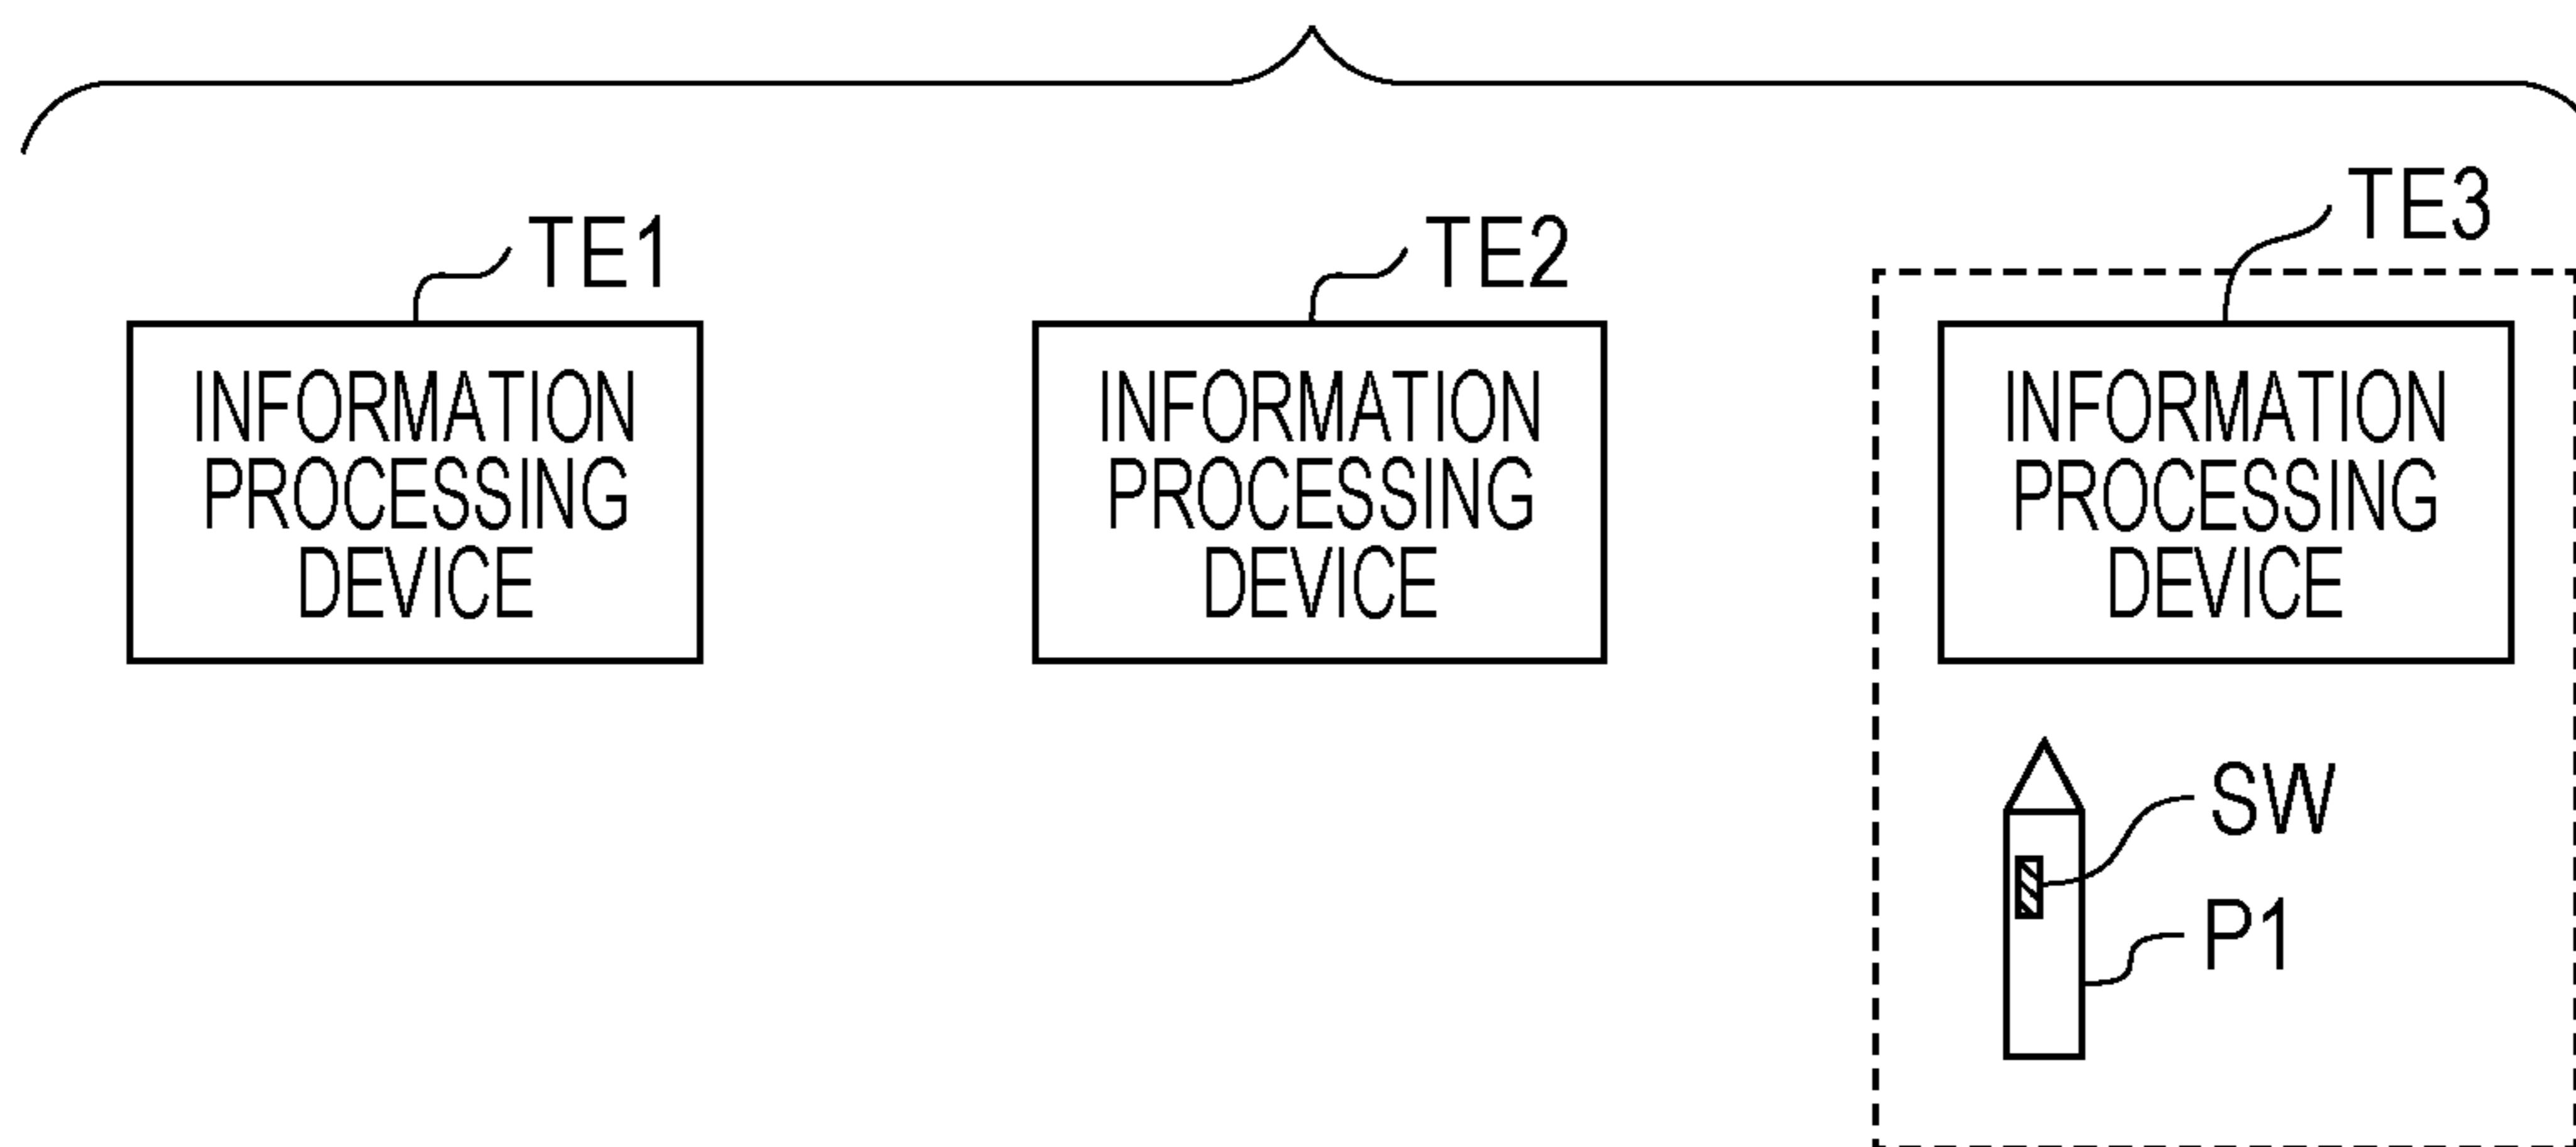 TE1
TE2
TE3
INFORMATION
PROCESSING
DEVICE
INFORMATION
PROCESSING
DEVICE
INFORMATION
PROCESSING
DEVICE
SW
P1